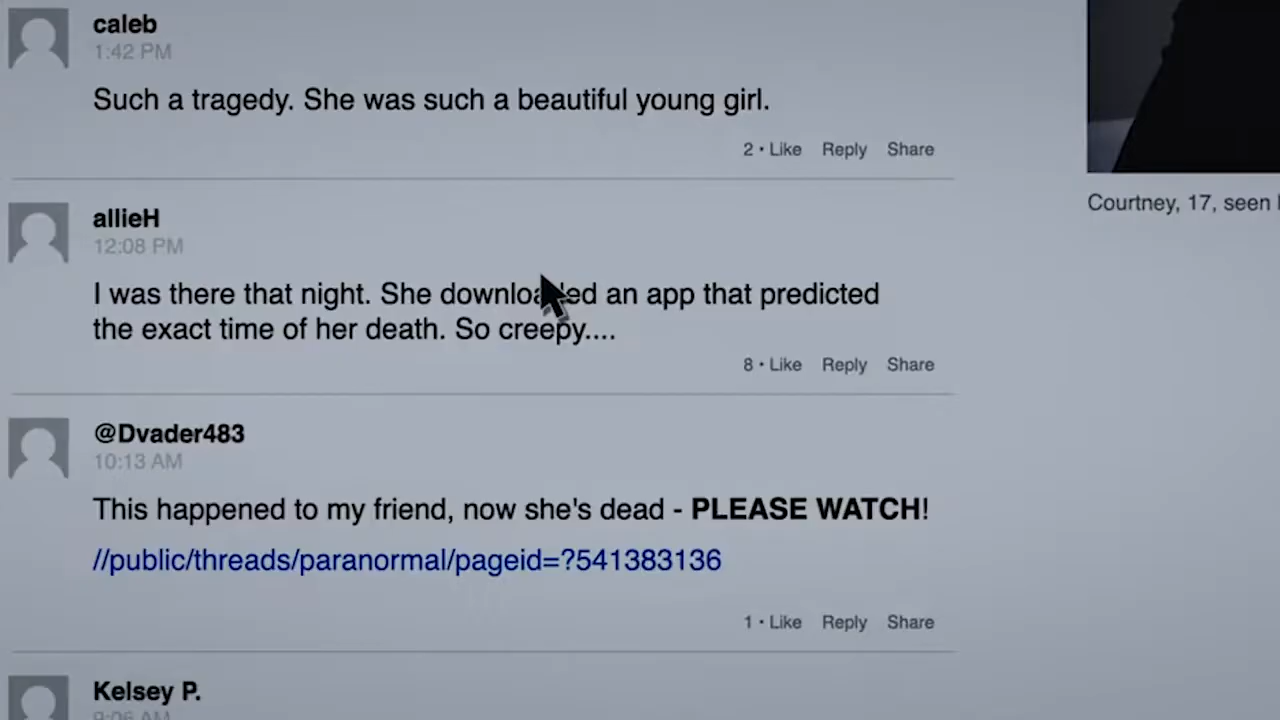 caleb
1:42 PM
Such a tragedy. She was such a beautiful young girl.
2 • Like Reply Share
allieH
12:08 PM
I was there that night. She downloaded an app that predicted
the exact time of her death. So creepy....
8 • Like Reply Share
@Dvader483
10:13 AM
This happened to my friend, now she's dead - PLEASE WATCH!
//public/threads/paranormal/pageid=?541383136
1 • Like Reply Share
Kelsey P.
9:06 AM
Courtney, 17, seen